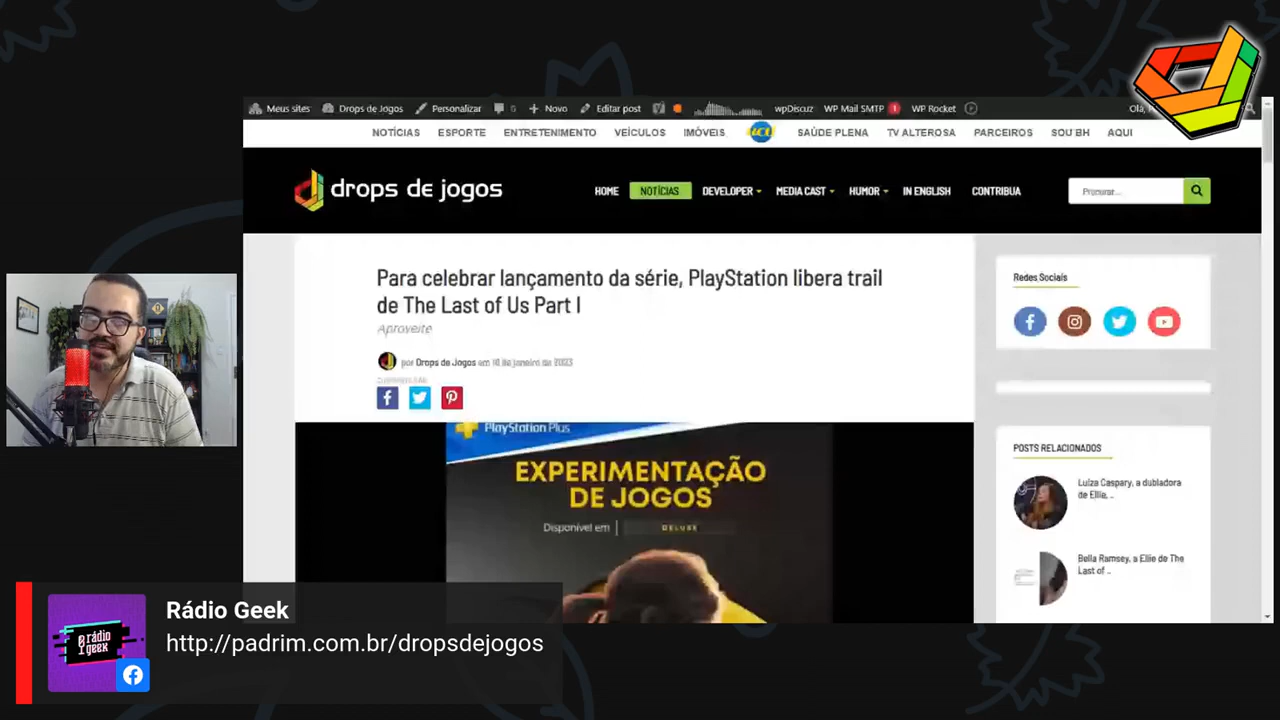 Meus sites Drops de Jogos Personalizar 0 Novo Editar post wpDiscuz WP Mail SMTP 1 WP Rocket
NOTÍCIAS ESPORTE ENTRETENIMENTO VEÍCULOS IMÓVEIS SAÚDE PLENA TV ALTEROSA PARCEIROS SOU BH AQUI
drops de jogos
HOME NOTÍCIAS DEVELOPER MEDIA CAST HUMOR IN ENGLISH CONTRIBUA
Procurar...
Para celebrar lançamento da série, PlayStation libera trail
de The Last of Us Part I
Aproveite
por Drops de Jogos em de janeiro de 2023
Redes Sociais
PlayStation Plus
EXPERIMENTAÇÃO
DE JOGOS
Disponível em | DELUXE
POSTS RELACIONADOS
Luiza Caspary, a dubladora
de Ellie, ..
Bella Ramsey, a Ellie de The
Last of ..
rádio
geek
Rádio Geek
http://padrim.com.br/dropsdejogos